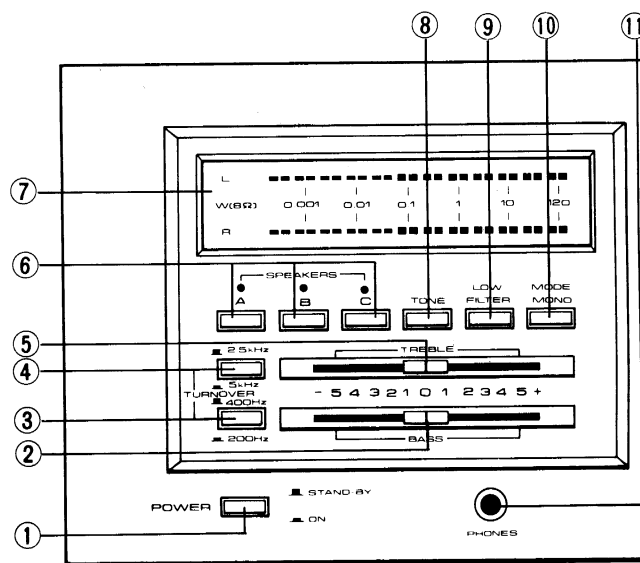 ⑧ ⑨ ⑩ ⑪
L
⑦ W(8Ω) 0.001 0.01 0.1 1 10 120
R
⑥ SPEAKERS
A B C TONE LOW FILTER MODE MONO
⑤ 2.5kHz TREBLE
④ 5kHz
TURNOVER - 5 4 3 2 1 0 1 2 3 4 5 +
400Hz
③ 200Hz
② BASS
POWER STAND-BY
① ON
PHONES